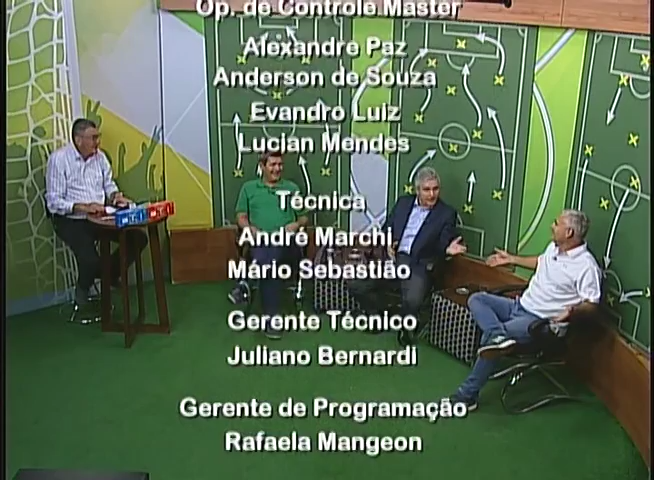 Op. de Controle Master
Alexandre Paz
Anderson de Souza
Evandro Luiz
Lucian Mendes
Técnica
André Marchi
Mário Sebastião
Gerente Técnico
Juliano Bernardi
Gerente de Programação
Rafaela Mangeon